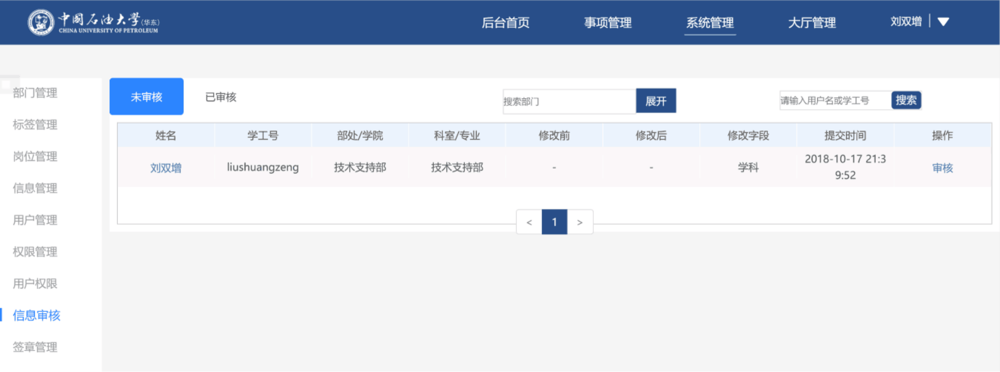 中國石油大學(华东)
CHINA UNIVERSITY OF PETROLEUM
后台首页
事项管理
系统管理
大厅管理
刘双增
部门管理
标签管理
岗位管理
信息管理
用户管理
权限管理
用户权限
信息审核
签章管理
未审核
已审核
搜索部门
展开
请输入用户名或学工号
搜索
姓名 学工号 部处/学院 科室/专业 修改前 修改后 修改字段 提交时间 操作
刘双增 liushuangzeng 技术支持部 技术支持部 - - 学科 2018-10-17 21:3
9:52 审核
< 1 >